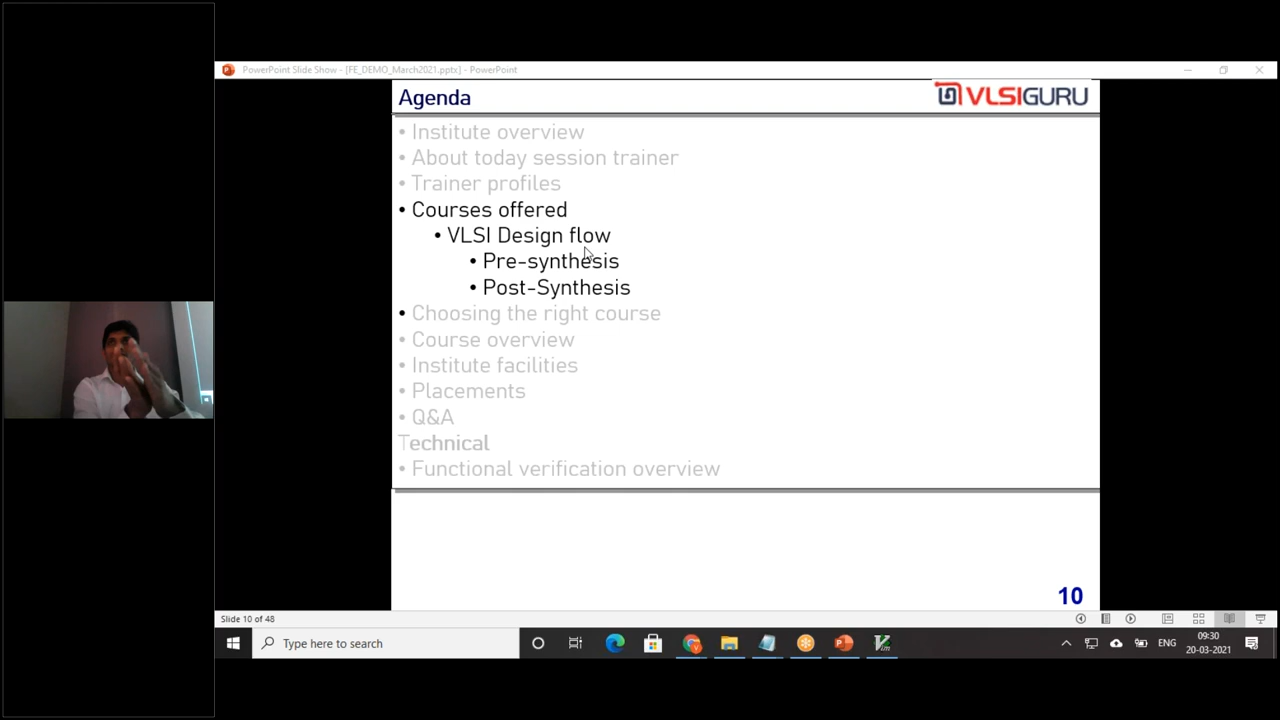 PowerPoint Slide Show - [FE_DEMO_March2021.pptx] - PowerPoint
Agenda
VLSIGURU
• Institute overview
• About today session trainer
• Trainer profiles
• Courses offered
• VLSI Design flow
• Pre-synthesis
• Post-Synthesis
• Choosing the right course
• Course overview
• Institute facilities
• Placements
• Q&A
Technical
• Functional verification overview
10
Slide 10 of 48
Type here to search
ENG
09:30
20-03-2021